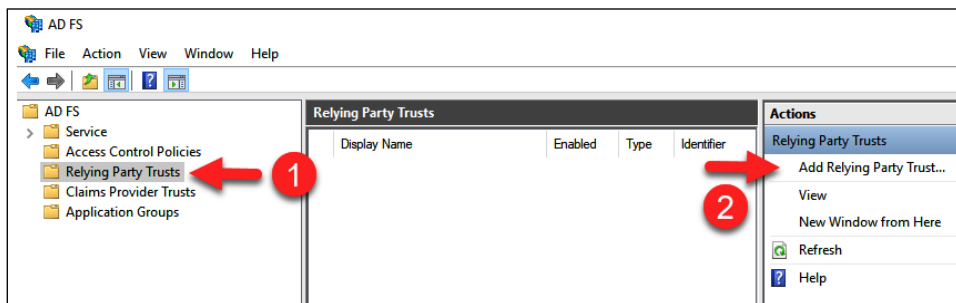 AD FS
File Action View Window Help
AD FS
Service
Access Control Policies
Relying Party Trusts
Claims Provider Trusts
Application Groups
1
Relying Party Trusts
Display Name Enabled Type Identifier
2
Actions
Relying Party Trusts
Add Relying Party Trust...
View
New Window from Here
Refresh
Help